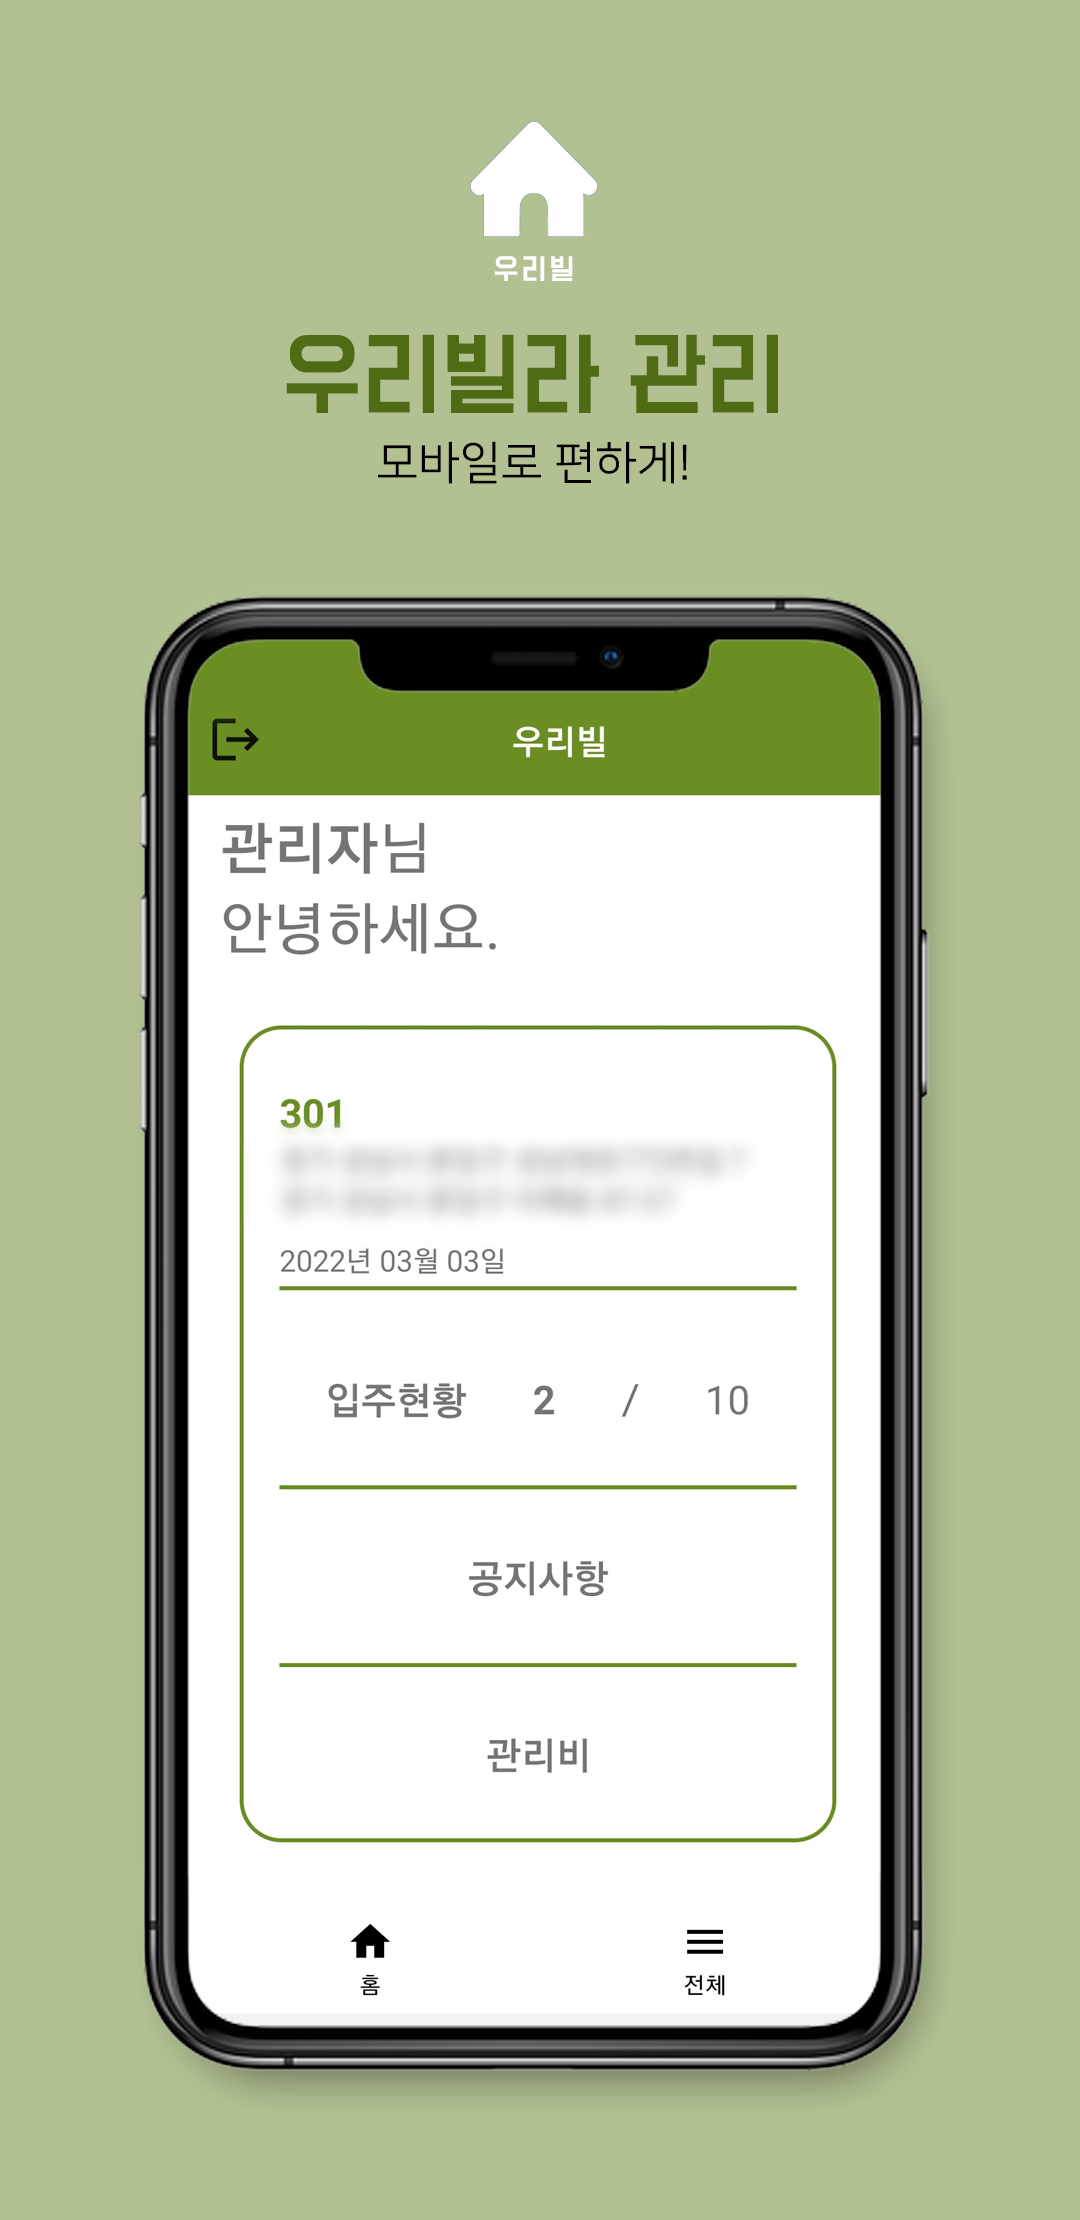 우리빌
우리빌라 관리
모바일로 편하게!
우리빌
관리자님
안녕하세요.
301
2022년 03월 03일
입주현황 2 / 10
공지사항
관리비
홈
전체